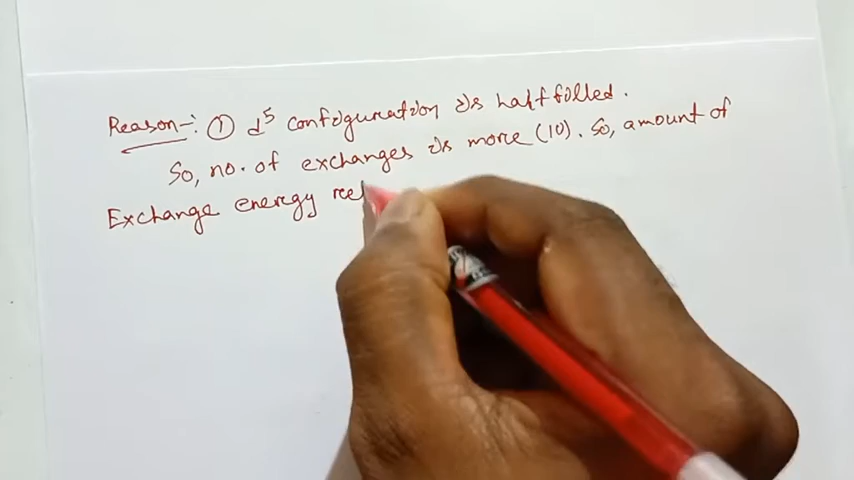 Reason-: ① d⁵ configuration is half filled.
So, no. of exchanges is more (10). So, amount of
Exchange energy rel